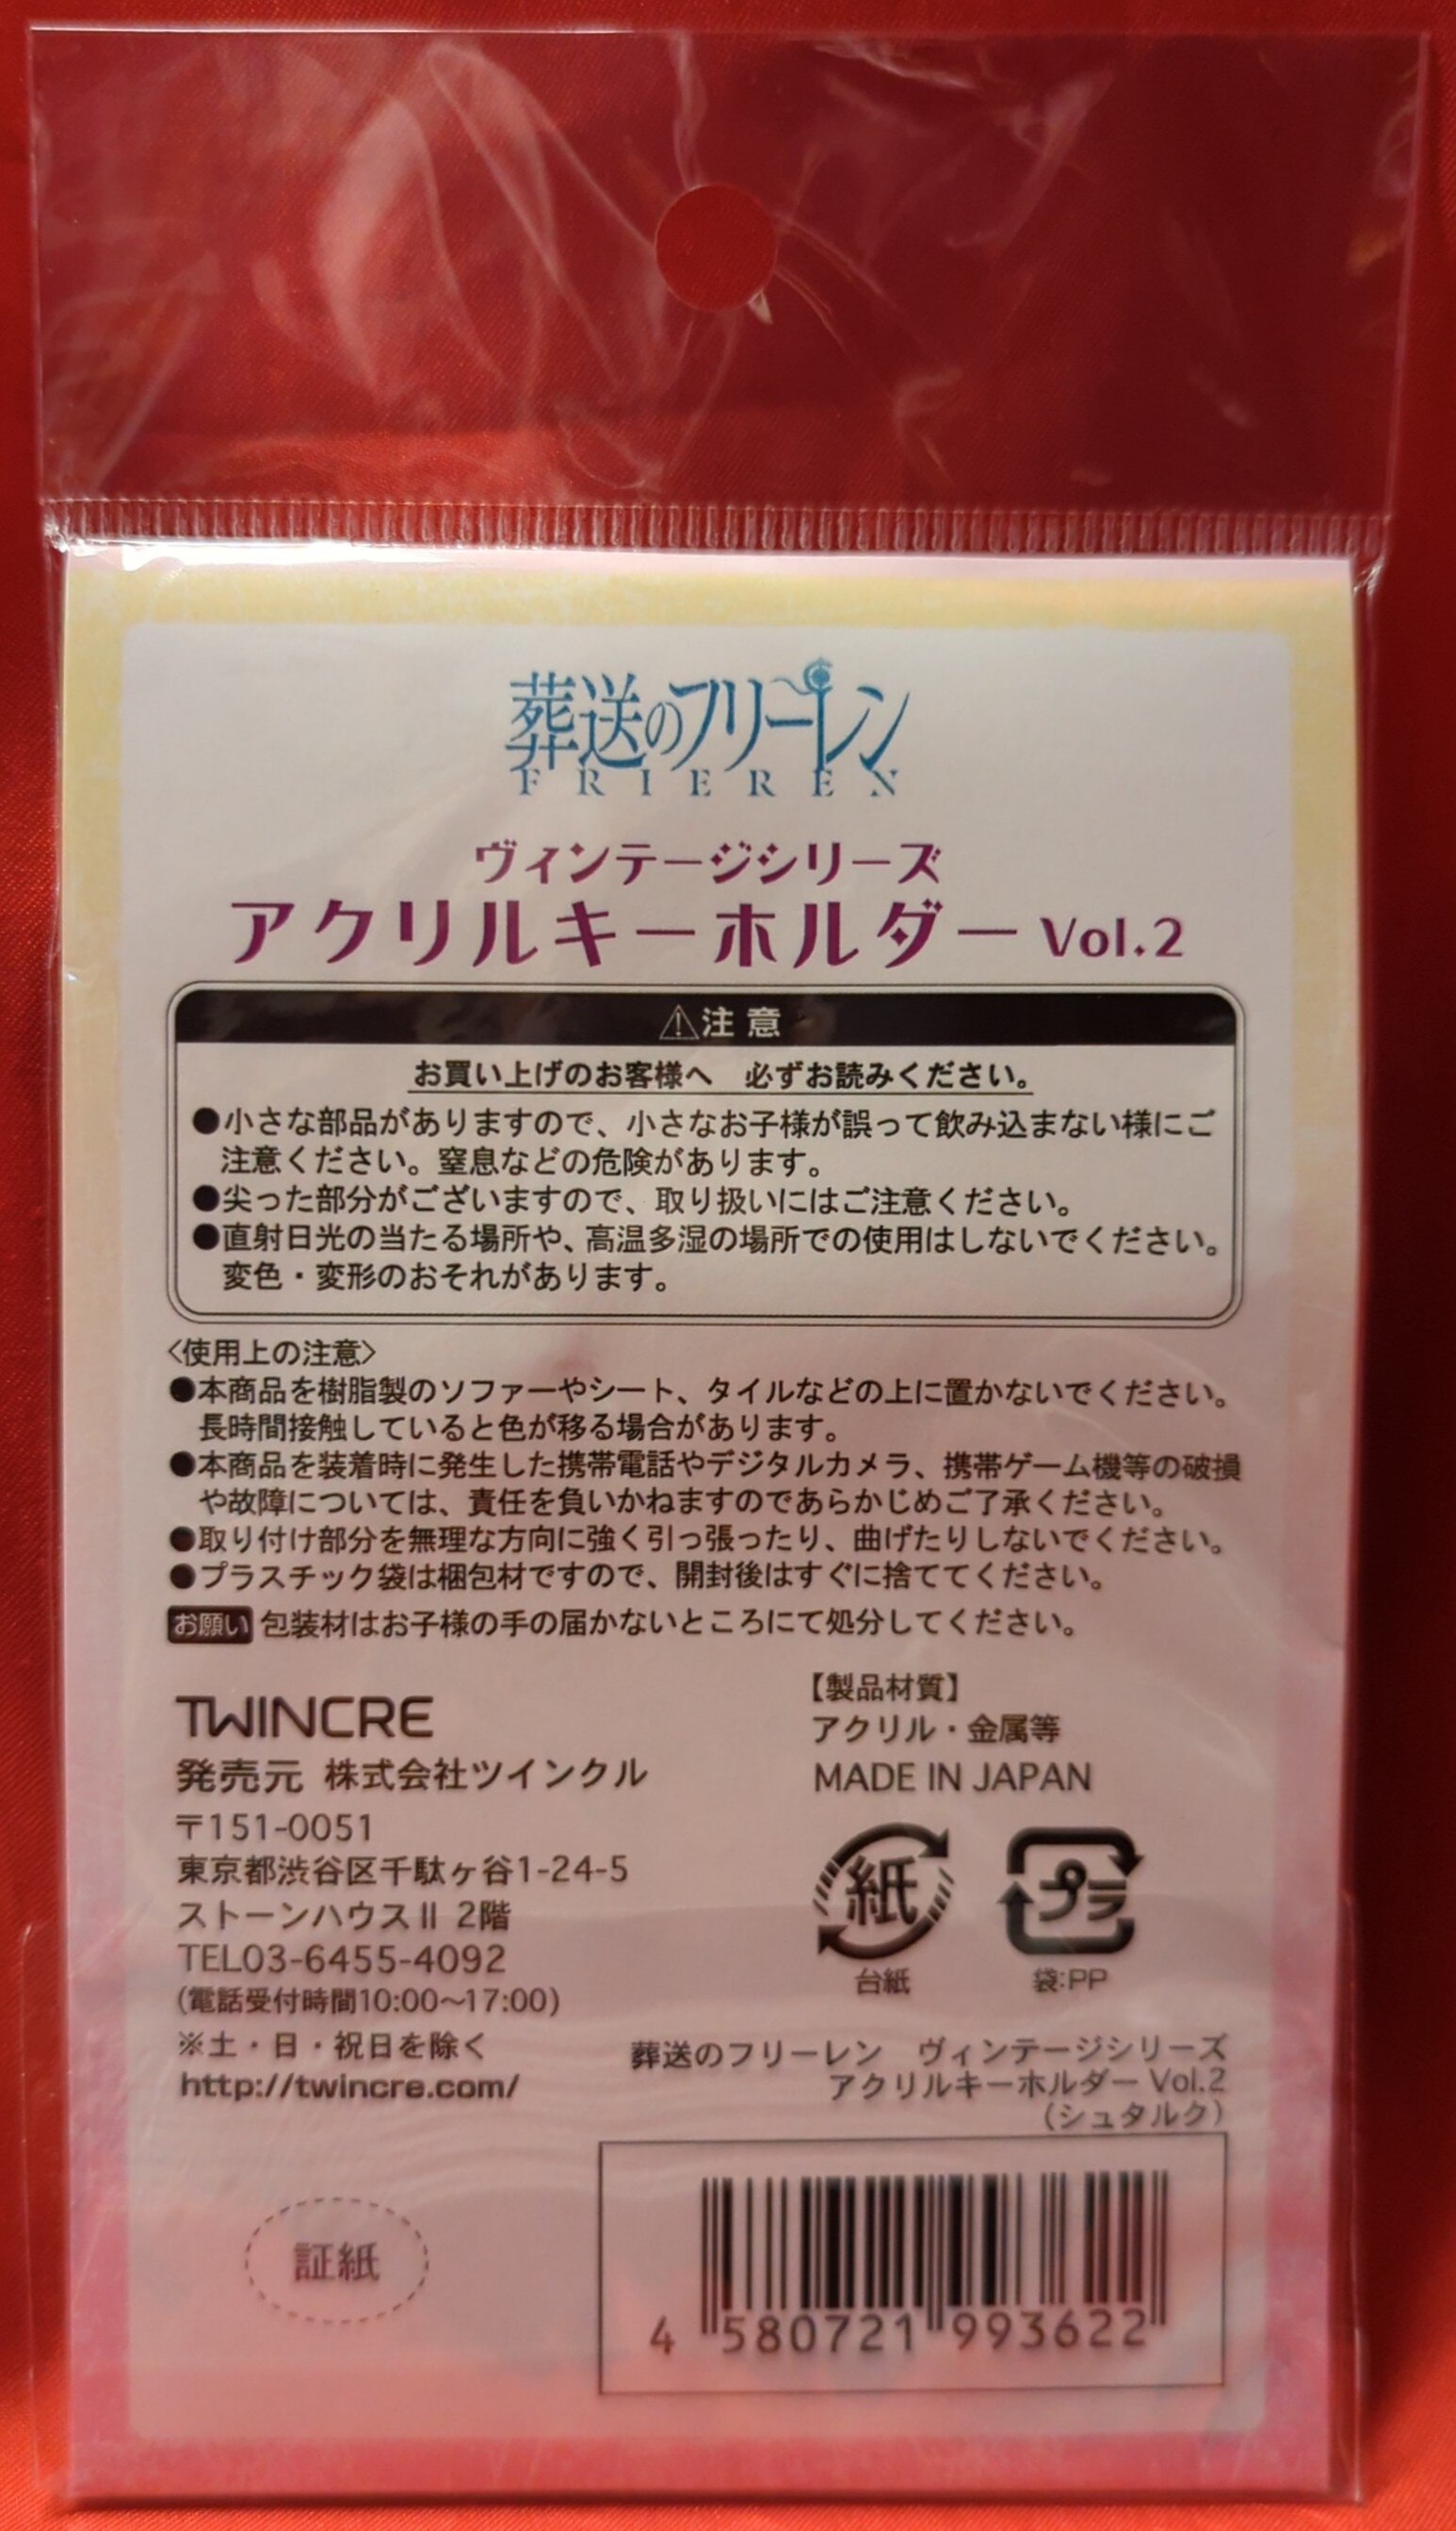 葬送のフリーレン
FRIEREN
ヴィンテージシリーズ
アクリルキーホルダー Vol.2
⚠注意
お買い上げのお客様へ　必ずお読みください。
●小さな部品がありますので、小さなお子様が誤って飲み込まない様にご
注意ください。窒息などの危険があります。
●尖った部分がございますので、取り扱いにはご注意ください。
●直射日光の当たる場所や、高温多湿の場所での使用はしないでください。
変色・変形のおそれがあります。
〈使用上の注意〉
●本商品を樹脂製のソファーやシート、タイルなどの上に置かないでください。
長時間接触していると色が移る場合があります。
●本商品を装着時に発生した携帯電話やデジタルカメラ、携帯ゲーム機等の破損
や故障については、責任を負いかねますのであらかじめご了承ください。
●取り付け部分を無理な方向に強く引っ張ったり、曲げたりしないでください。
●プラスチック袋は梱包材ですので、開封後はすぐに捨ててください。
お願い 包装材はお子様の手の届かないところにて処分してください。
TWINCRE
発売元 株式会社ツインクル
〒151-0051
東京都渋谷区千駄ヶ谷1-24-5
ストーンハウスⅡ 2階
TEL03-6455-4092
(電話受付時間10:00～17:00)
※土・日・祝日を除く
http://twincre.com/
【製品材質】
アクリル・金属等
MADE IN JAPAN
紙
台紙
プラ
袋:PP
葬送のフリーレン　ヴィンテージシリーズ
アクリルキーホルダー Vol.2
（シュタルク）
証紙
4 580721 993622